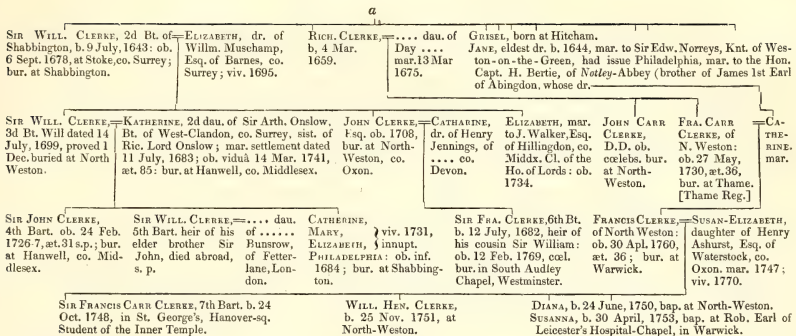 a
SIR WILL. CLERKE, 2d Bt. of
Shabbington, b. 9 July, 1643: ob.
6 Sept. 1678, at Stoke, co. Surrey;
bur. at Shabbington.
=ELIZABETH, dr. of
Willm. Muschamp,
Esq. of Barnes, co.
Surrey; viv. 1695.
RICH. CLERKE,
b, 4 Mar.
1659.
=.... dau. of
Day ....
mar. 13 Mar
1675.
GRISEL, born at Hitcham.
JANE, eldest dr. b. 1644, mar. to Sir Edw. Norreys, Knt. of Wes-
ton-on-the-Green, had issue Philadelphia, mar. to the Hon.
Capt. H. Bertie, of Notley-Abbey (brother of James 1st Earl
of Abingdon, whose dr.
SIR WILL. CLERKE,
3d Bt. Will dated 14
July, 1699, proved 1
Dec. buried at North
Weston.
=KATHERINE, 2d dau. of Sir Arth. Onslow,
Bt. of West-Clandon, co. Surrey, sist. of
Ric. Lord Onslow; mar. settlement dated
11 July, 1683; ob. viduâ 14 Mar. 1741,
æt. 85: bur. at Hanwell, co. Middlesex.
JOHN CLERKE,
Esq. ob. 1708,
bur. at North-
Weston, co.
Oxon.
=CATHARINE,
dr. of Henry
Jennings, of
.... co.
Devon.
ELIZABETH, mar.
to J. Walker, Esq.
of Hillingdon, co.
Middx. Cl. of the
Ho. of Lords: ob.
1734.
JOHN CARR
CLERKE,
D.D. ob.
cœlebs. bur.
at North-
Weston.
FRA. CARR
CLERKE, of
N. Weston:
ob. 27 May,
1730, æt. 36,
bur. at Thame.
[Thame Reg.]
=CA-
THE-
RINE.
mar.
SIR JOHN CLERKE,
4th Bart. ob. 24 Feb.
1726-7, æt. 31 s.p.; bur.
at Hanwell, co. Mid-
dlesex.
SIR WILL. CLERKE,
5th Bart. heir of his
elder brother Sir
John, died abroad,
s. p.
=.... dau.
of ....
Bunsrow,
of Fetter-
lane, Lon-
don.
CATHERINE,
MARY,
ELIZABETH,
} viv. 1731,
innupt.
PHILADELPHIA: ob. inf.
1684; bur. at Shabbing-
ton.
SIR FRA. CLERKE, 6th Bt.
b. 12 July, 1682, heir of
his cousin Sir William:
ob. 12 Feb. 1769, cœl.
bur. in South Audley
Chapel, Westminster.
FRANCIS CLERKE,
of North Weston:
ob. 30 Apl. 1760,
æt. 36; bur. at
Warwick.
=SUSAN-ELIZABETH,
daughter of Henry
Ashurst, Esq. of
Waterstock, co.
Oxon. mar. 1747;
viv. 1770.
SIR FRANCIS CARR CLERKE, 7th Bart. b. 24
Oct. 1748, in St. George's, Hanover-sq.
Student of the Inner Temple.
WILL. HEN. CLERKE,
b. 25 Nov. 1751, at
North-Weston.
DIANA, b. 24 June, 1750, bap. at North-Weston.
SUSANNA, b. 30 April, 1753, bap. at Rob. Earl of
Leicester's Hospital-Chapel, in Warwick.